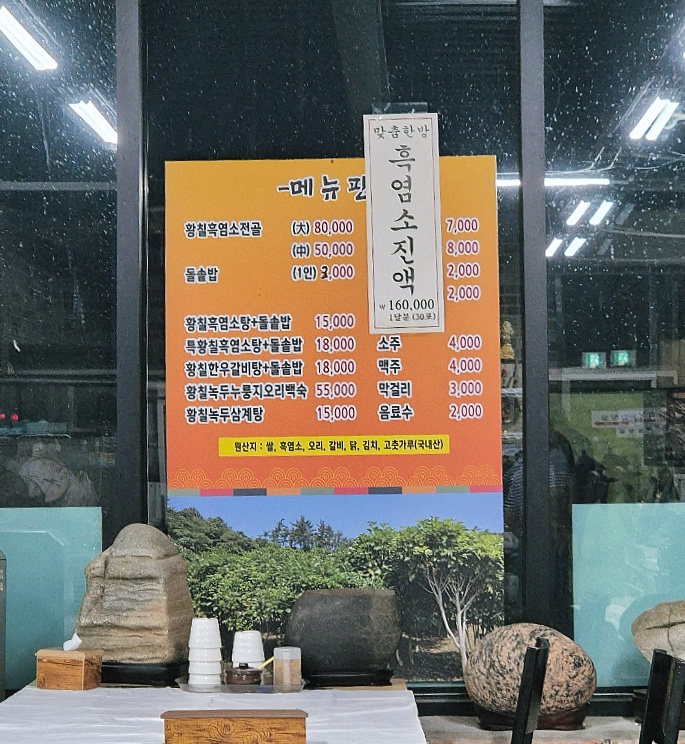 -메뉴판
황칠흑염소전골 (大) 80,000
(中) 50,000
돌솥밥 (1인) 3,000
황칠흑염소탕+돌솥밥 15,000
특황칠흑염소탕+돌솥밥 18,000
황칠한우갈비탕+돌솥밥 18,000
황칠녹두누룽지오리백숙 55,000
황칠녹두삼계탕 15,000
7,000
8,000
2,000
2,000
소주 4,000
맥주 4,000
막걸리 3,000
음료수 2,000
원산지 : 쌀, 흑염소, 오리, 갈비, 닭, 김치, 고춧가루(국내산)
맞춤한방
흑염소진액
₩160,000
1달분 (30포)